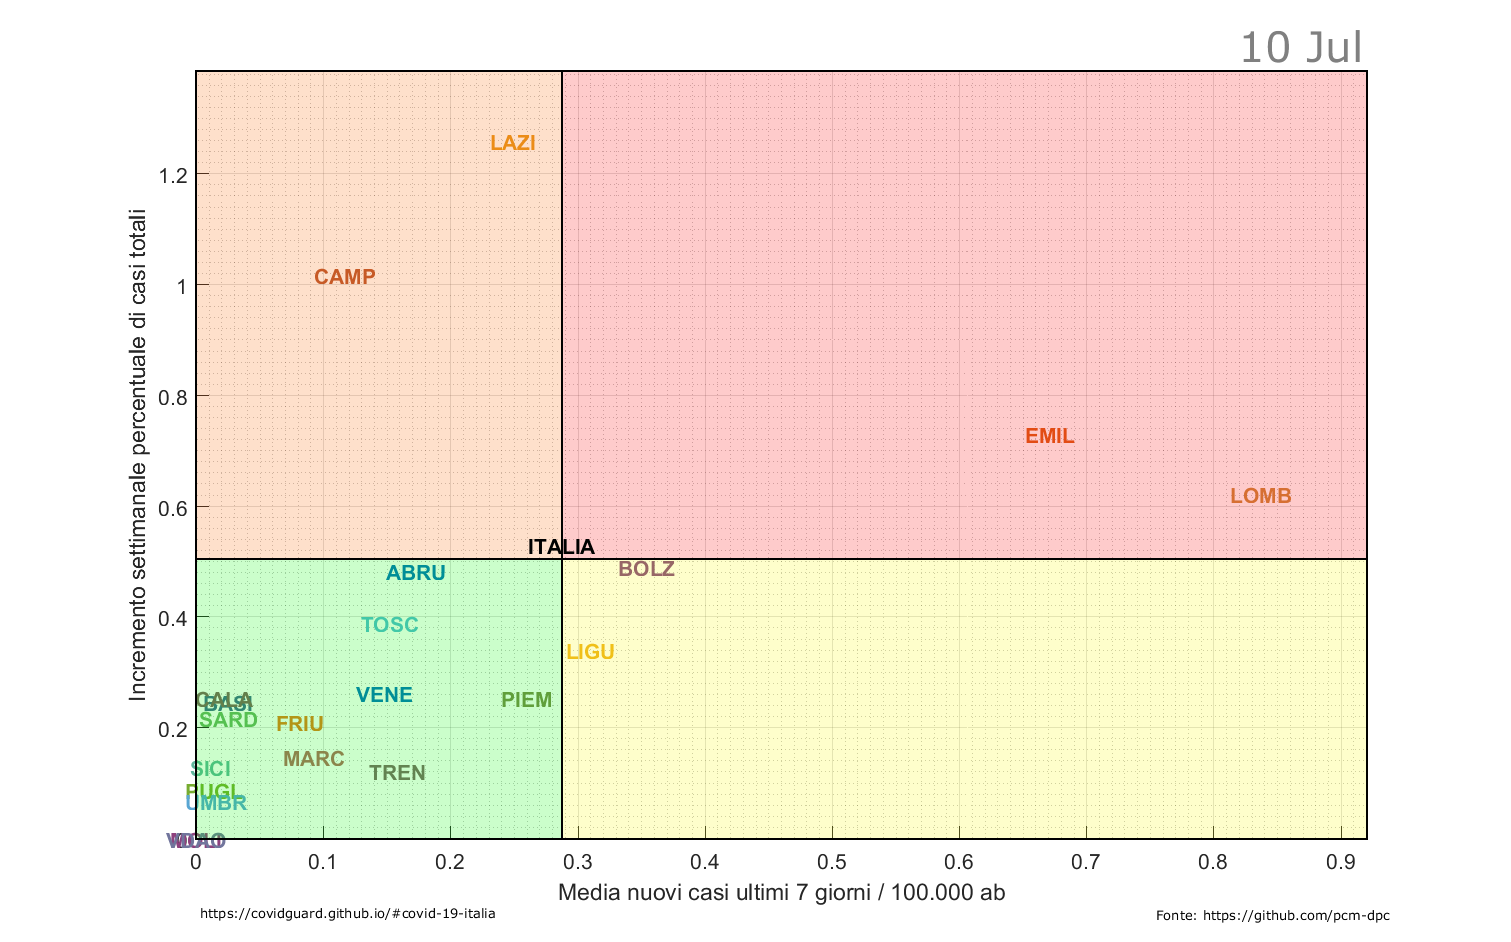 10 Jul
LAZI
1.2
CAMP
1
0.8
EMIL
LOMB
0.6
ITALIA
BOLZ
ABRU
TOSC
0.4
LIGU
VENE
PIEM
CALA
BASI
SARD
FRIU
0.2
MARC
TREN
SICI
PUGL
UMBR
0 0.1 0.2 0.3 0.4 0.5 0.6 0.7 0.8 0.9
Incremento settimanale percentuale di casi totali
Media nuovi casi ultimi 7 giorni / 100.000 ab
https://covidguard.github.io/#covid-19-italia
Fonte: https://github.com/pcm-dpc